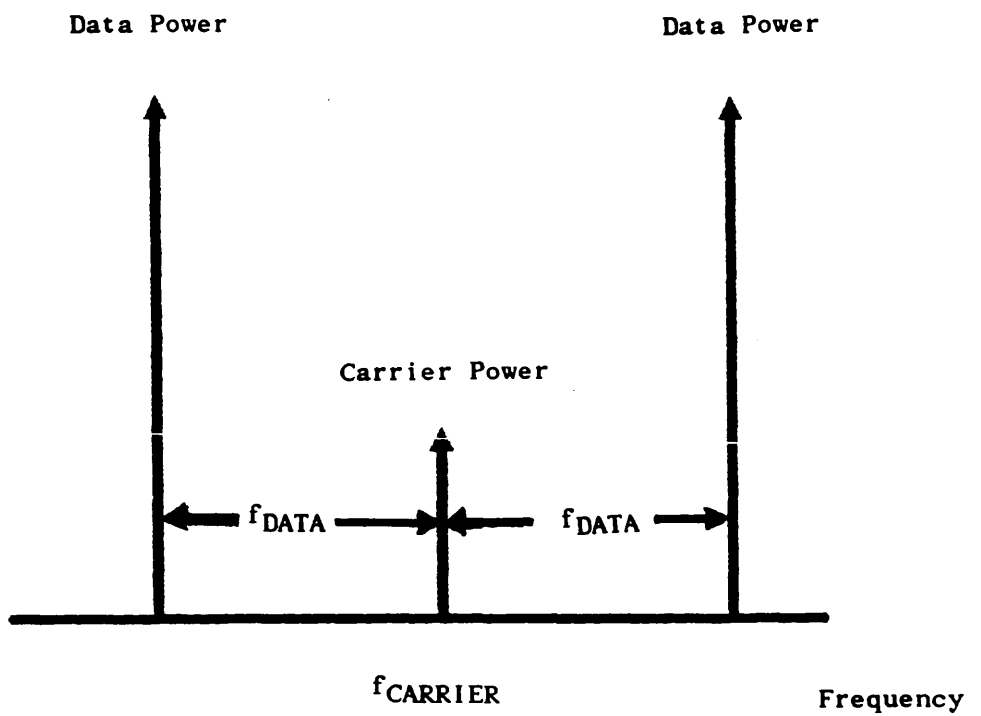 Data Power
Data Power
Carrier Power
fDATA
fDATA
fCARRIER
Frequency